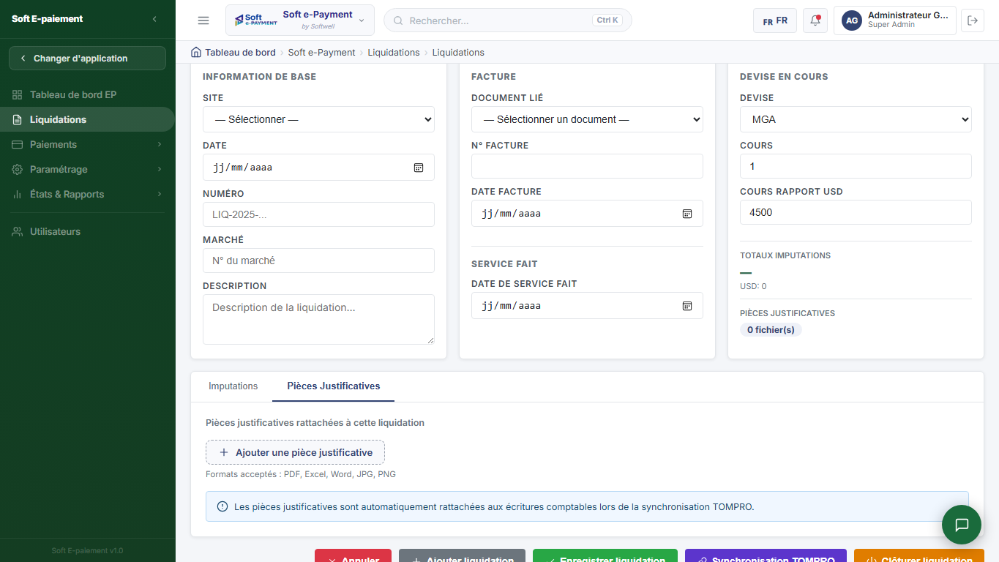 Soft E-paiement
Changer d'application
Tableau de bord EP
Liquidations
Paiements
Paramétrage
États & Rapports
Utilisateurs
Soft E-paiement v1.0
Soft
e-PAYMENT
Soft e-Payment
by Softwell
Rechercher...
Ctrl K
FR FR
AG
Administrateur G...
Super Admin
Tableau de bord › Soft e-Payment › Liquidations › Liquidations
INFORMATION DE BASE
SITE
— Sélectionner —
DATE
jj/mm/aaaa
NUMÉRO
LIQ-2025-...
MARCHÉ
N° du marché
DESCRIPTION
Description de la liquidation...
FACTURE
DOCUMENT LIÉ
— Sélectionner un document —
N° FACTURE
DATE FACTURE
jj/mm/aaaa
SERVICE FAIT
DATE DE SERVICE FAIT
jj/mm/aaaa
DEVISE EN COURS
DEVISE
MGA
COURS
1
COURS RAPPORT USD
4500
TOTAUX IMPUTATIONS
—
USD: 0
PIÈCES JUSTIFICATIVES
0 fichier(s)
Imputations
Pièces Justificatives
Pièces justificatives rattachées à cette liquidation
+ Ajouter une pièce justificative
Formats acceptés : PDF, Excel, Word, JPG, PNG
Les pièces justificatives sont automatiquement rattachées aux écritures comptables lors de la synchronisation TOMPRO.
Annuler
Ajouter liquidation
Enregistrer liquidation
Synchronisation TOMPRO
Clôturer liquidation